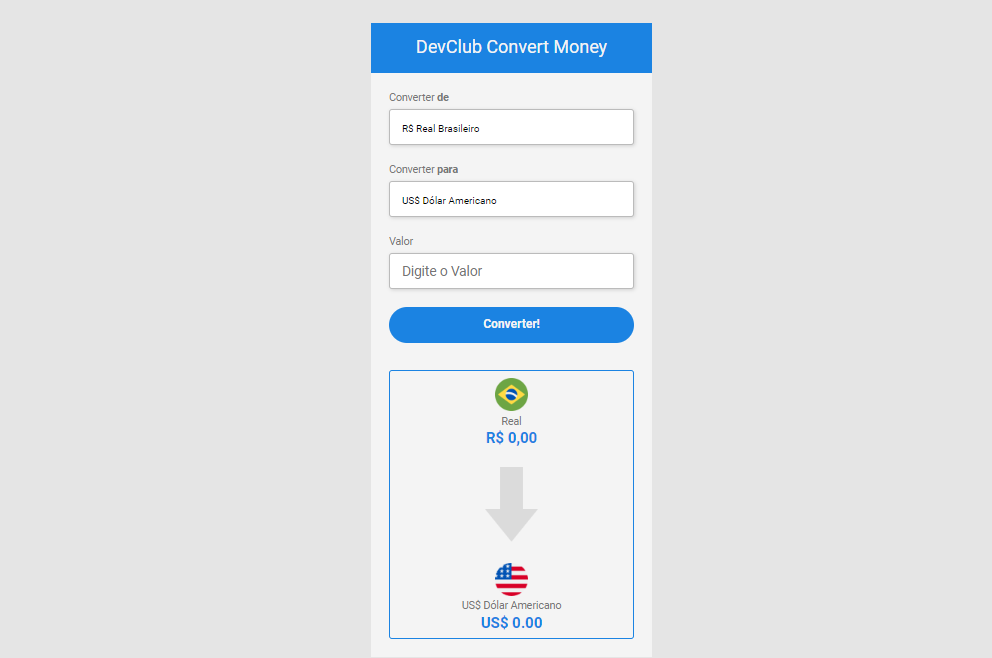 DevClub Convert Money
Converter de
R$ Real Brasileiro
Converter para
US$ Dólar Americano
Valor
Digite o Valor
Converter!
Real
R$ 0,00
US$ Dólar Americano
US$ 0.00